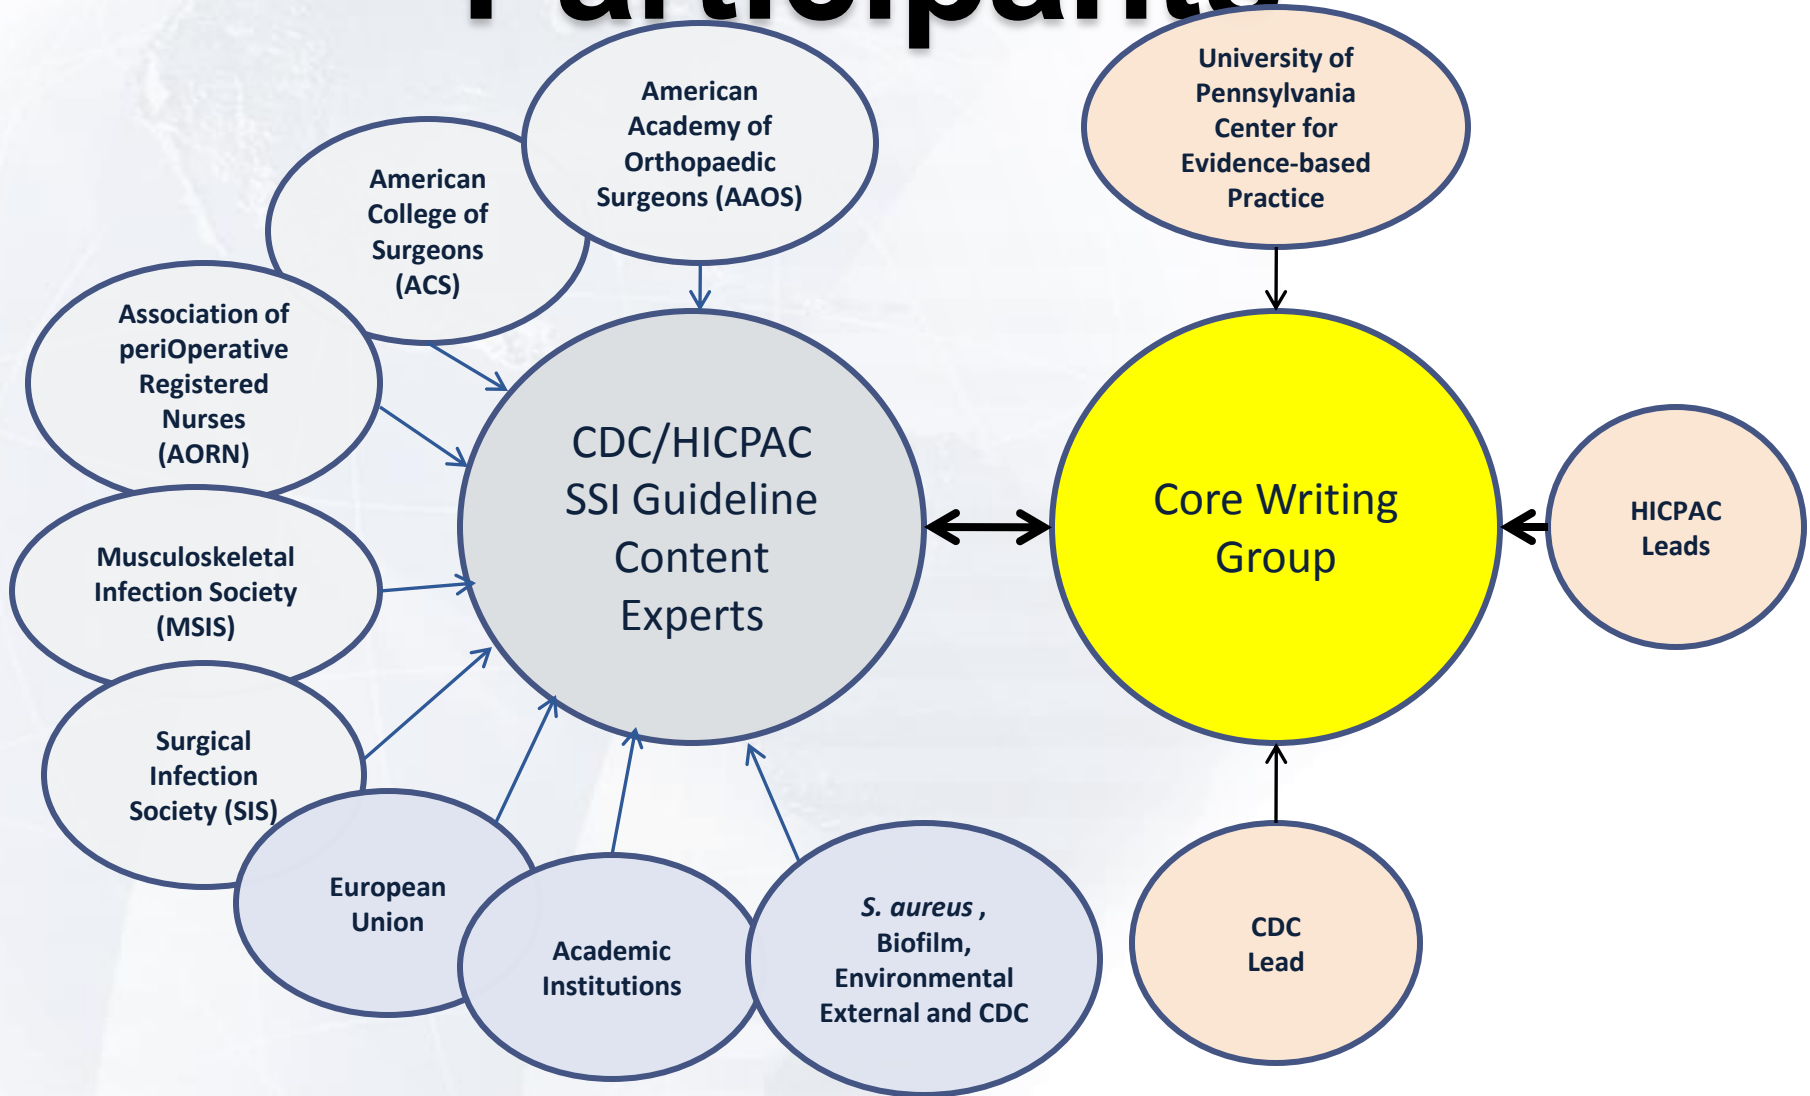 Participants
American
Academy of
Orthopaedic
Surgeons (AAOS)
University of
Pennsylvania
Center for
Evidence-based
Practice
American
College of
Surgeons
(ACS)
Association of
periOperative
Registered
Nurses
(AORN)
CDC/HICPAC
SSI Guideline
Content
Experts
Core Writing
Group
HICPAC
Leads
Musculoskeletal
Infection Society
(MSIS)
Surgical
Infection
Society (SIS)
European
Union
Academic
Institutions
S. aureus ,
Biofilm,
Environmental
External and CDC
CDC
Lead